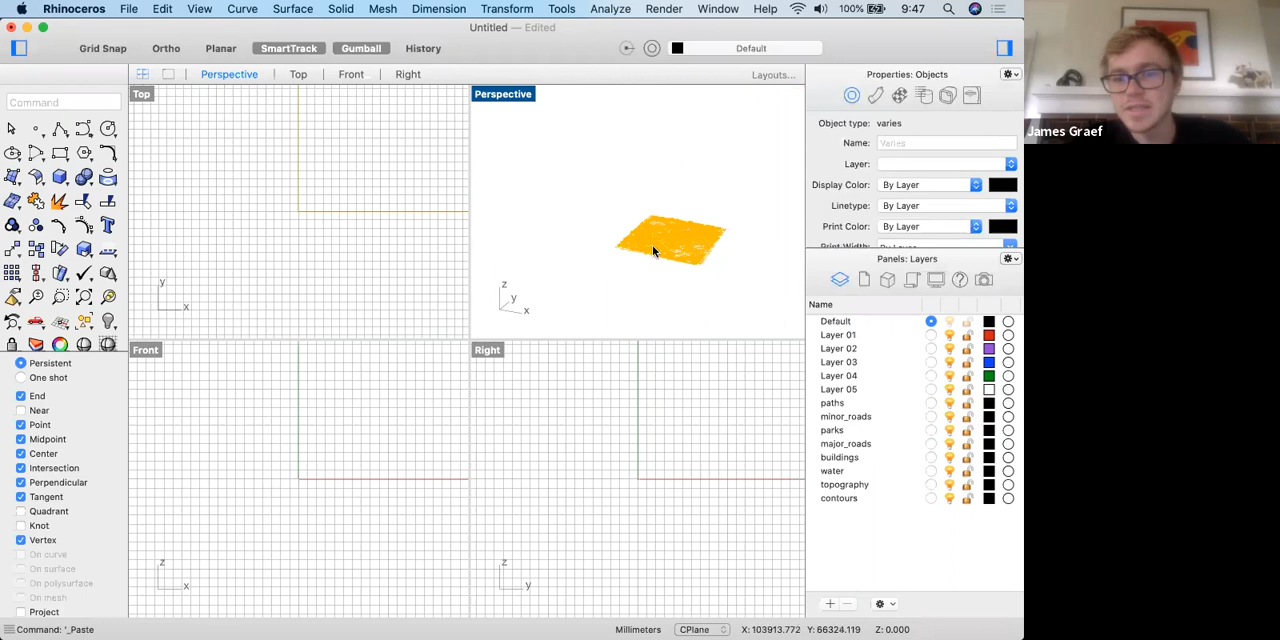 Rhinoceros File Edit View Curve Surface Solid Mesh Dimension Transform Tools Analyze Render Window Help 100% 9:47
Untitled — Edited
Grid Snap Ortho Planar SmartTrack Gumball History Default
Perspective Top Front Right Layouts...
Command
Top
y
x
Perspective
z
y
x
Front
z
x
Right
z
y
Persistent
One shot
End
Near
Point
Midpoint
Center
Intersection
Perpendicular
Tangent
Quadrant
Knot
Vertex
On curve
On surface
On polysurface
On mesh
Project
Properties: Objects
Object type: varies
Name: Varies
Layer:
Display Color: By Layer
Linetype: By Layer
Print Color: By Layer
Print Width: By Layer
Panels: Layers
Name
Default
Layer 01
Layer 02
Layer 03
Layer 04
Layer 05
paths
minor_roads
parks
major_roads
buildings
water
topography
contours
Command: '_Paste
Millimeters CPlane X: 103913.772 Y: 66324.119 Z: 0.000
James Graef